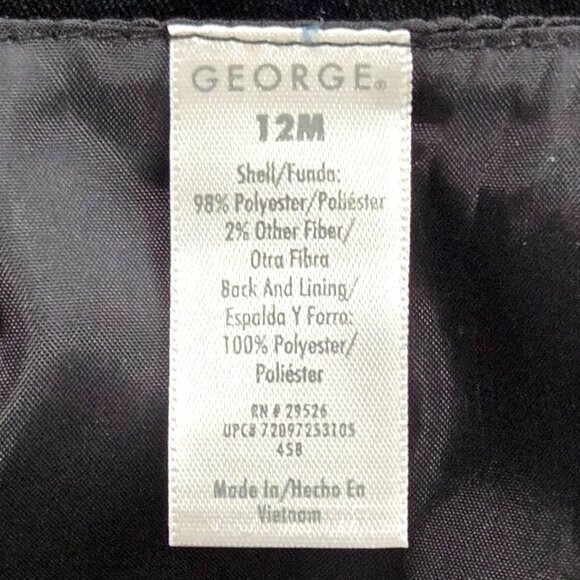 GEORGE®
12M
Shell/Funda:
98% Polyester/Poliéster
2% Other Fiber/
Otra Fibra
Back And Lining/
Espalda Y Forro:
100% Polyester/
Poliéster
RN # 29526
UPC# 72097253105
458
Made In/Hecho En
Vietnam